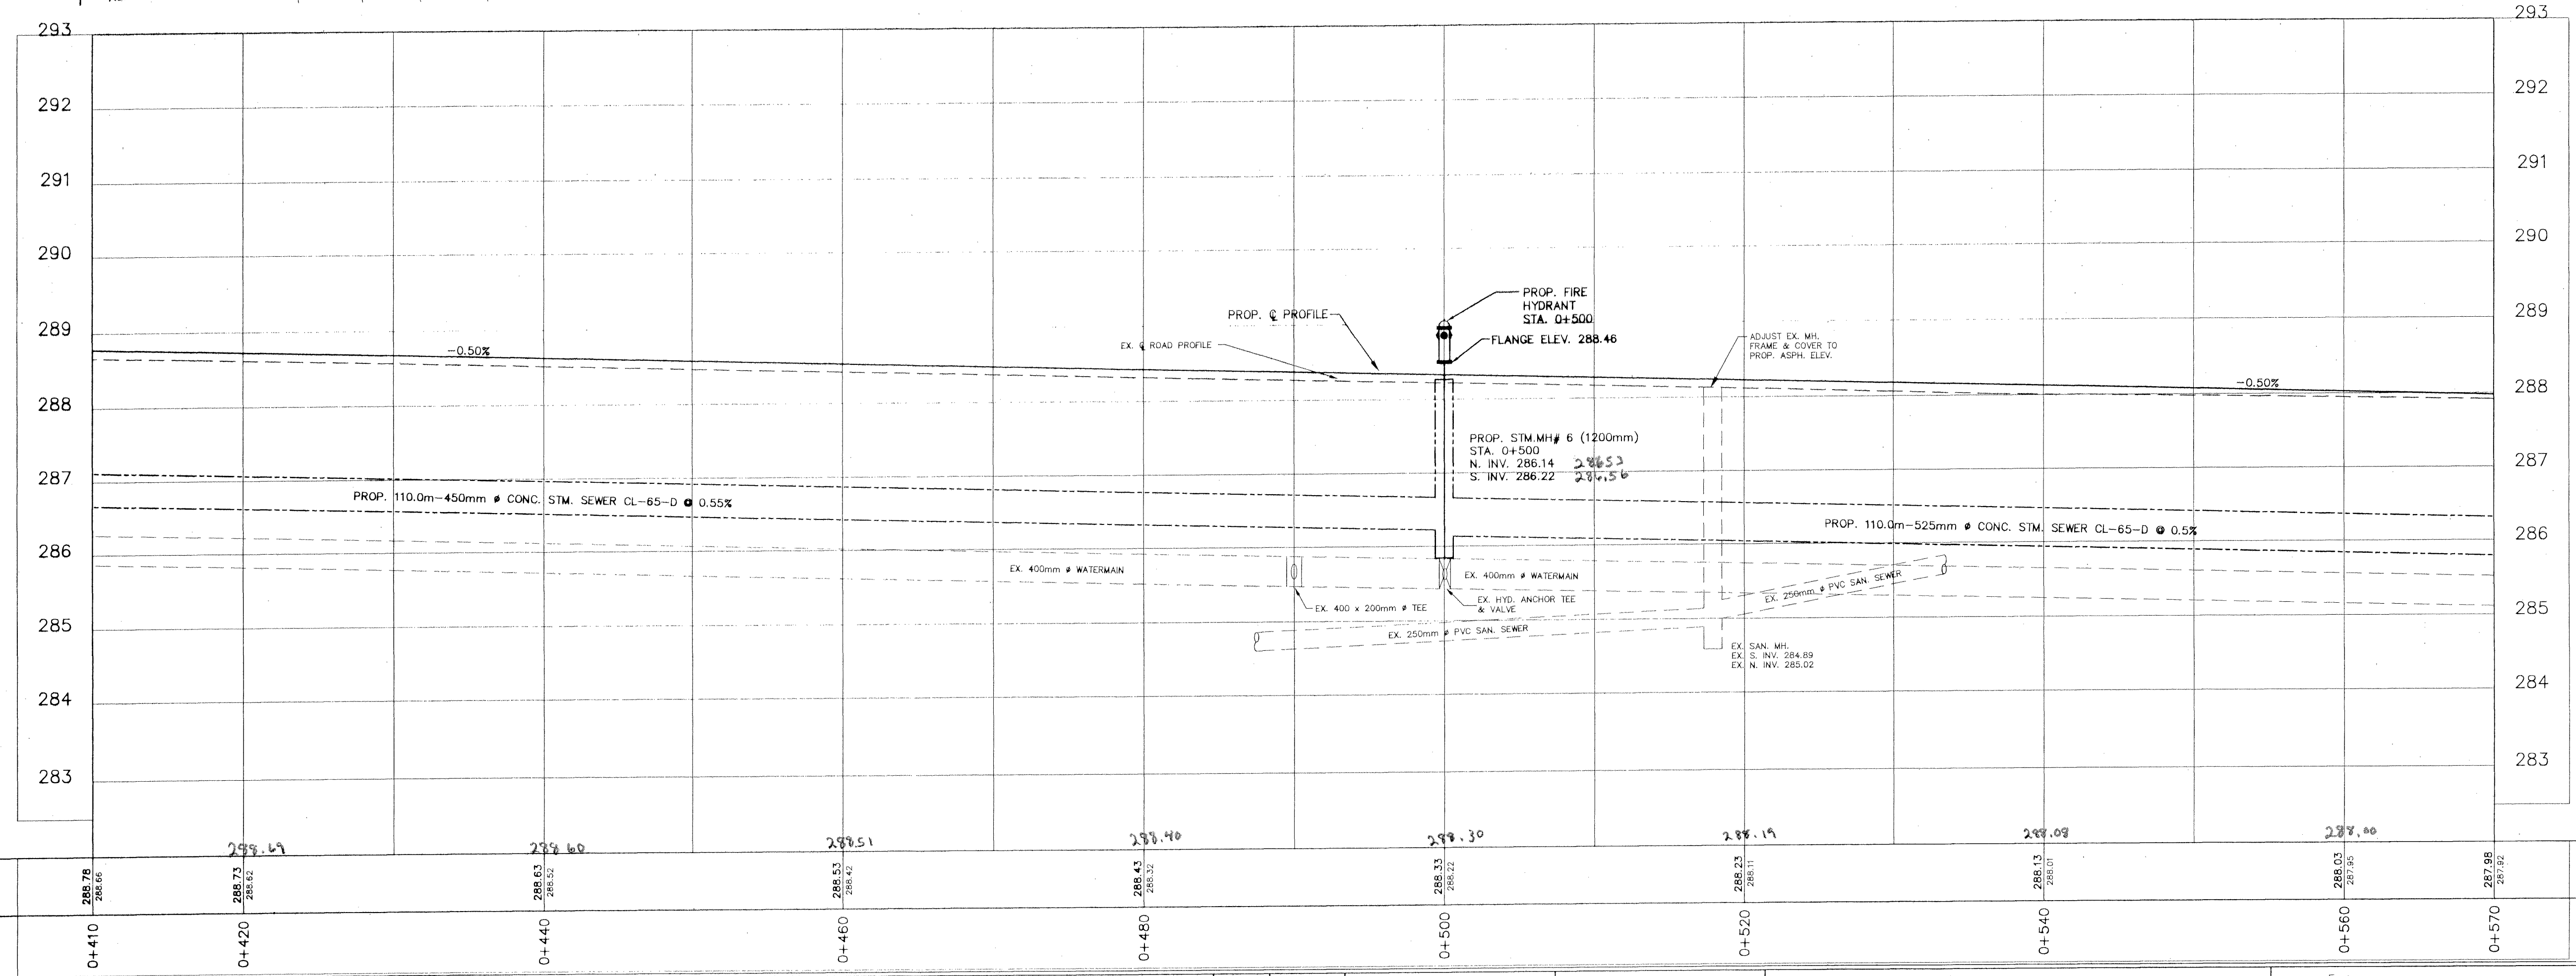 293
293
292
292
291
291
290
290
289
289
288
288
287
287
286
286
285
285
284
284
283
283
PROP. FIRE
HYDRANT
STA. 0+500
PROP. ℄ PROFILE
FLANGE ELEV. 288.46
EX. ℄ ROAD PROFILE
ADJUST EX. MH.
FRAME & COVER TO
PROP. ASPH. ELEV.
-0.50%
-0.50%
PROP. STM.MH# 6 (1200mm)
STA. 0+500
N. INV. 286.14 28653
S. INV. 286.22 286.56
PROP. 110.0m-450mm ø CONC. STM. SEWER CL-65-D @ 0.55%
PROP. 110.0m-525mm ø CONC. STM. SEWER CL-65-D @ 0.5%
EX. 400mm ø WATERMAIN
EX. 400mm ø WATERMAIN
EX. 400 x 200mm ø TEE
EX. HYD. ANCHOR TEE
& VALVE
EX. 250mm ø PVC SAN. SEWER
EX. 250mm ø PVC SAN. SEWER
EX. SAN. MH.
EX. S. INV. 284.89
EX. N. INV. 285.02
288.69
288 60
288.51
288.40
288.30
288.19
288.08
288.00
288.78
288.66
288.73
288.62
288.63
288.52
288.53
288.42
288.43
288.32
288.33
288.22
288.23
288.11
288.13
288.01
288.03
287.95
287.98
287.92
0+410
0+420
0+440
0+460
0+480
0+500
0+520
0+540
0+560
0+570